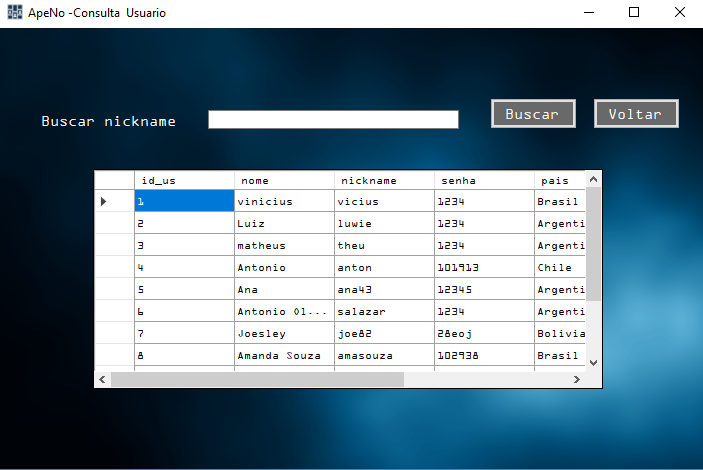 ApeNo -Consulta Usuario
Buscar nickname Buscar Voltar
id_us nome nickname senha pais
1 vinicius vicius 1234 Brasil
2 Luiz luwie 1234 Argenti
3 matheus theu 1234 Argenti
4 Antonio anton 101913 Chile
5 Ana ana43 12345 Argenti
6 Antonio Ol... salazar 1234 Argenti
7 Joesley joe82 28eoj Bolivia
8 Amanda Souza amasouza 102938 Brasil